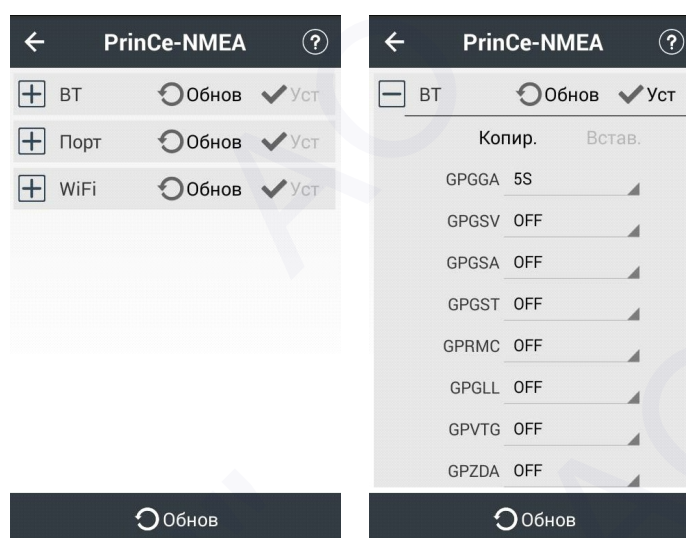 PrinCe-NMEA
BT Обнов Уст
Порт Обнов Уст
WiFi Обнов Уст
Обнов
PrinCe-NMEA
BT Обнов Уст
Копир. Встав.
GPGGA 5S
GPGSV OFF
GPGSA OFF
GPGST OFF
GPRMC OFF
GPGLL OFF
GPVTG OFF
GPZDA OFF
Обнов